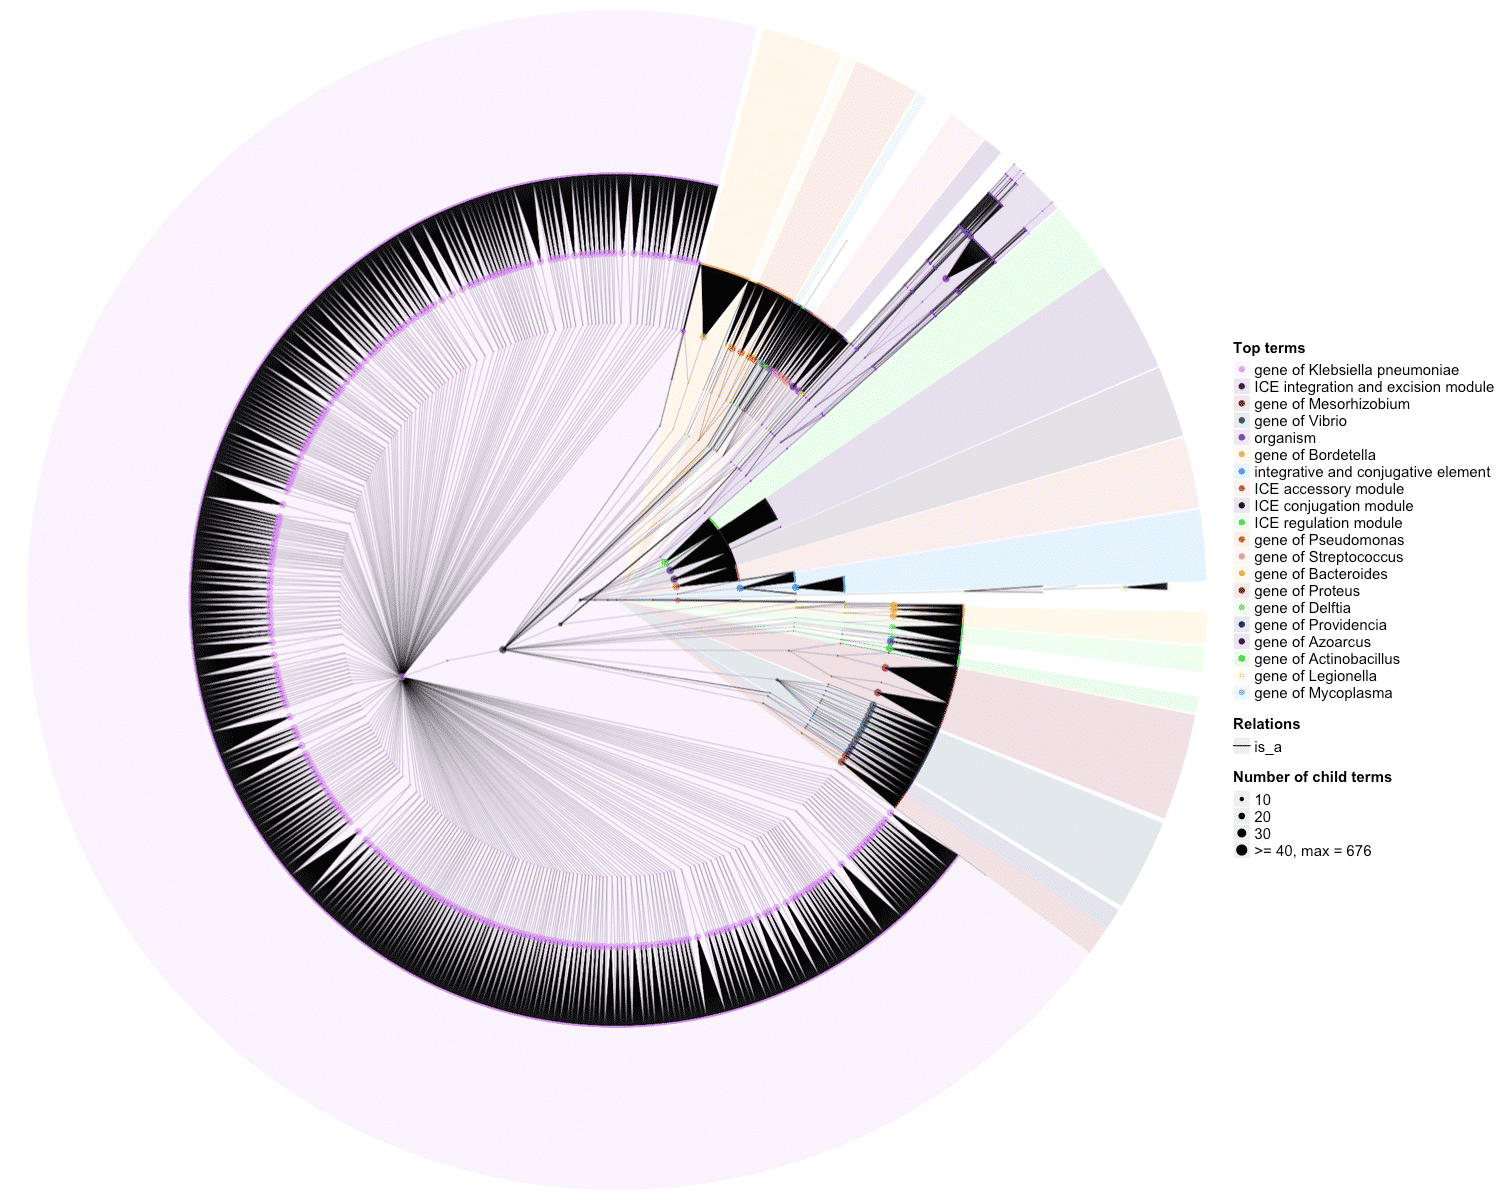 Top terms
gene of Klebsiella pneumoniae
ICE integration and excision module
gene of Mesorhizobium
gene of Vibrio
organism
gene of Bordetella
integrative and conjugative element
ICE accessory module
ICE conjugation module
ICE regulation module
gene of Pseudomonas
gene of Streptococcus
gene of Bacteroides
gene of Proteus
gene of Delftia
gene of Providencia
gene of Azoarcus
gene of Actinobacillus
gene of Legionella
gene of Mycoplasma
Relations
is_a
Number of child terms
10
20
30
>= 40, max = 676